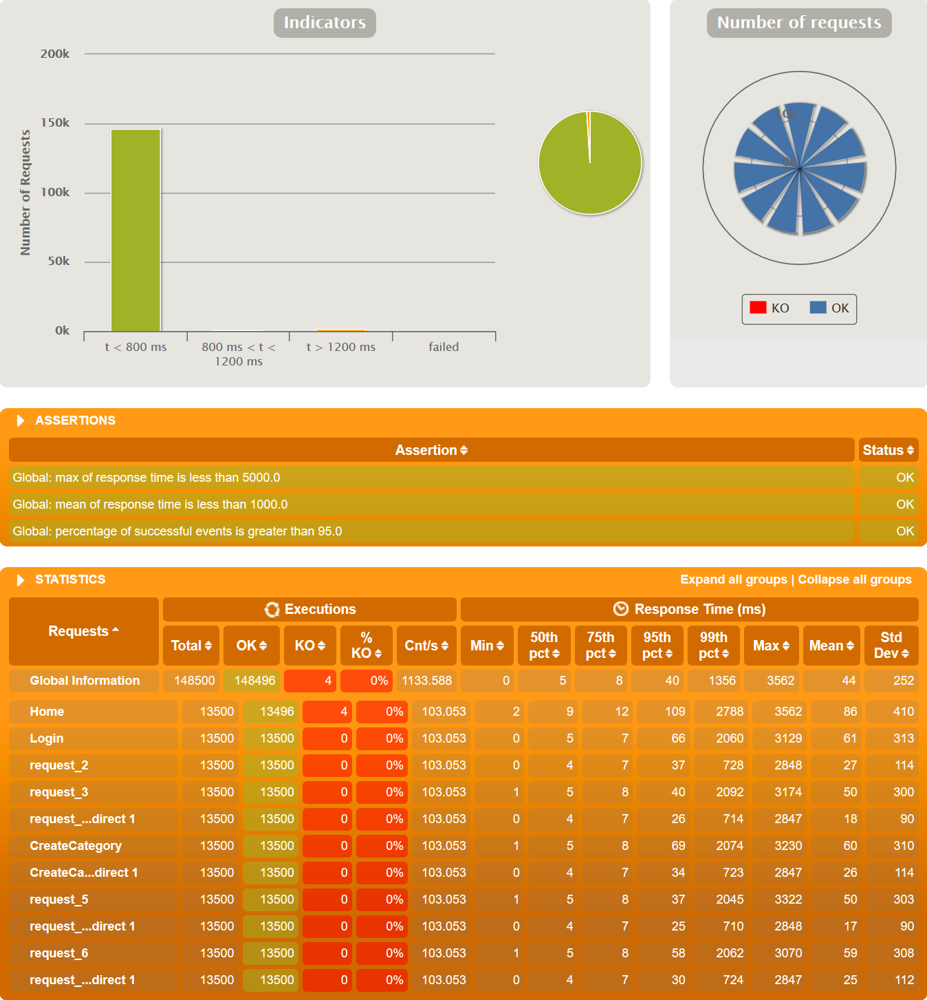 Indicators
200k
150k
100k
50k
0k
Number of Requests
t < 800 ms
800 ms < t <
1200 ms
t > 1200 ms
failed
Number of requests
10k
0k
KO OK
ASSERTIONS
Assertion Status
Global: max of response time is less than 5000.0 OK
Global: mean of response time is less than 1000.0 OK
Global: percentage of successful events is greater than 95.0 OK
STATISTICS Expand all groups | Collapse all groups
Requests
Executions
Response Time (ms)
Total OK KO % KO Cnt/s Min 50th pct 75th pct 95th pct 99th pct Max Mean Std Dev
Global Information 148500 148496 4 0% 1133.588 0 5 8 40 1356 3562 44 252
Home 13500 13496 4 0% 103.053 2 9 12 109 2788 3562 86 410
Login 13500 13500 0 0% 103.053 0 5 7 66 2060 3129 61 313
request_2 13500 13500 0 0% 103.053 0 4 7 37 728 2848 27 114
request_3 13500 13500 0 0% 103.053 1 5 8 40 2092 3174 50 300
request_...direct 1 13500 13500 0 0% 103.053 0 4 7 26 714 2847 18 90
CreateCategory 13500 13500 0 0% 103.053 1 5 8 69 2074 3230 60 310
CreateCa...direct 1 13500 13500 0 0% 103.053 0 4 7 34 723 2847 26 114
request_5 13500 13500 0 0% 103.053 1 5 8 37 2045 3322 50 303
request_...direct 1 13500 13500 0 0% 103.053 0 4 7 25 710 2848 17 90
request_6 13500 13500 0 0% 103.053 1 5 8 58 2062 3070 59 308
request_...direct 1 13500 13500 0 0% 103.053 0 4 7 30 724 2847 25 112